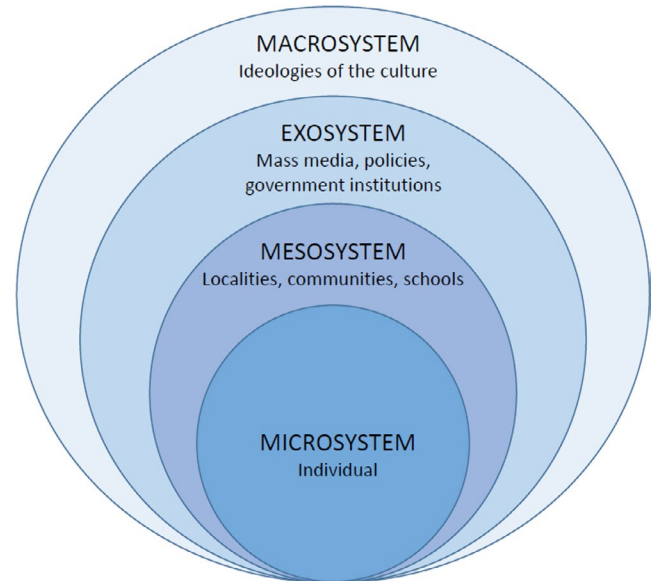 MACROSYSTEM
Ideologies of the culture
EXOSYSTEM
Mass media, policies,
government institutions
MESOSYSTEM
Localities, communities, schools
MICROSYSTEM
Individual